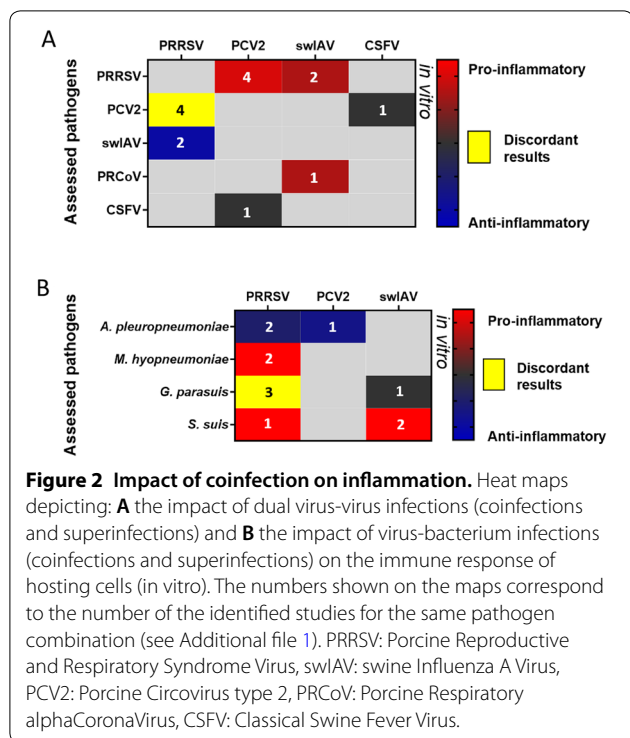 A
PRRSV PCV2 swIAV CSFV
Assessed pathogens
PRRSV 4 2
PCV2 4 1
swIAV 2
PRCoV 1
CSFV 1
in vitro
Pro-inflammatory
Discordant
results
Anti-inflammatory
B
PRRSV PCV2 swIAV
Assessed pathogens
A. pleuropneumoniae 2 1
M. hyopneumoniae 2
G. parasuis 3 1
S. suis 1 2
in vitro
Pro-inflammatory
Discordant
results
Anti-inflammatory
Figure 2 Impact of coinfection on inflammation. Heat maps
depicting: A the impact of dual virus-virus infections (coinfections
and superinfections) and B the impact of virus-bacterium infections
(coinfections and superinfections) on the immune response of
hosting cells (in vitro). The numbers shown on the maps correspond
to the number of the identified studies for the same pathogen
combination (see Additional file 1). PRRSV: Porcine Reproductive
and Respiratory Syndrome Virus, swIAV: swine Influenza A Virus,
PCV2: Porcine Circovirus type 2, PRCoV: Porcine Respiratory
alphaCoronaVirus, CSFV: Classical Swine Fever Virus.